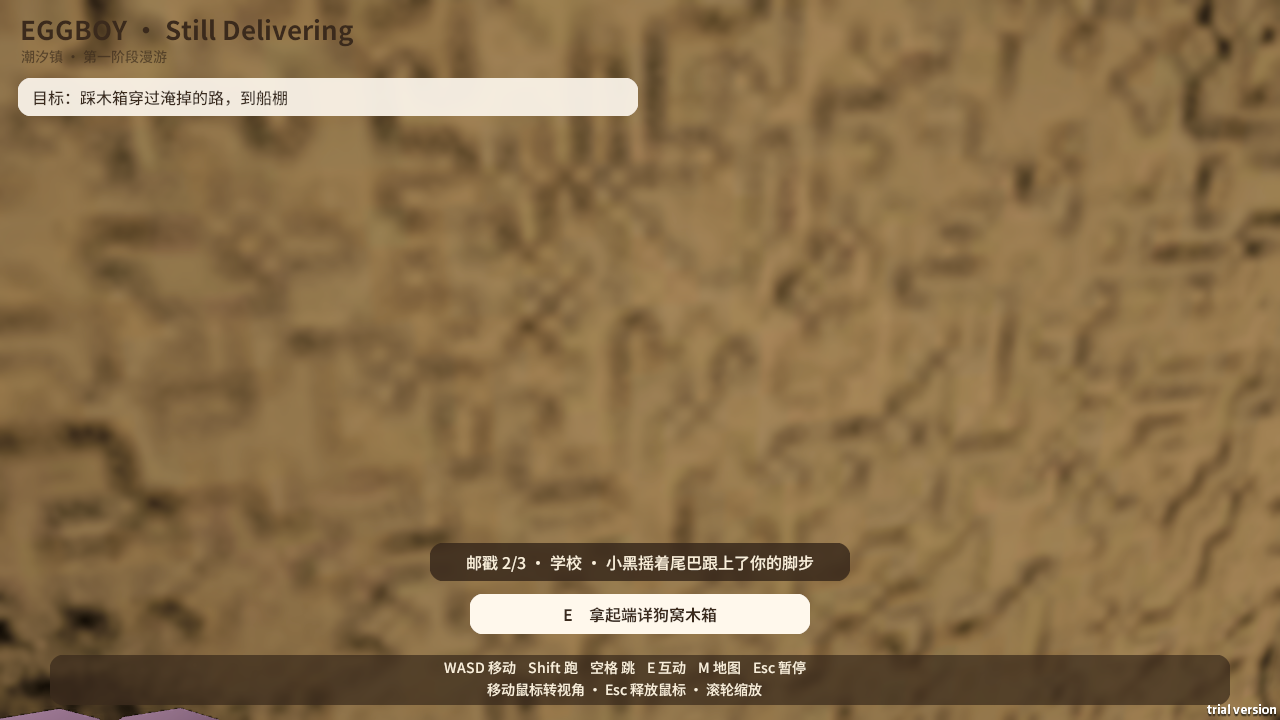 EGGBOY • Still Delivering
潮汐镇 • 第一阶段漫游
目标：踩木箱穿过淹掉的路，到船棚
邮戳 2/3 • 学校 • 小黑摇着尾巴跟上了你的脚步
E 拿起端详狗窝木箱
WASD 移动 Shift 跑 空格 跳 E 互动 M 地图 Esc 暂停
移动鼠标转视角 • Esc 释放鼠标 • 滚轮缩放
trial version